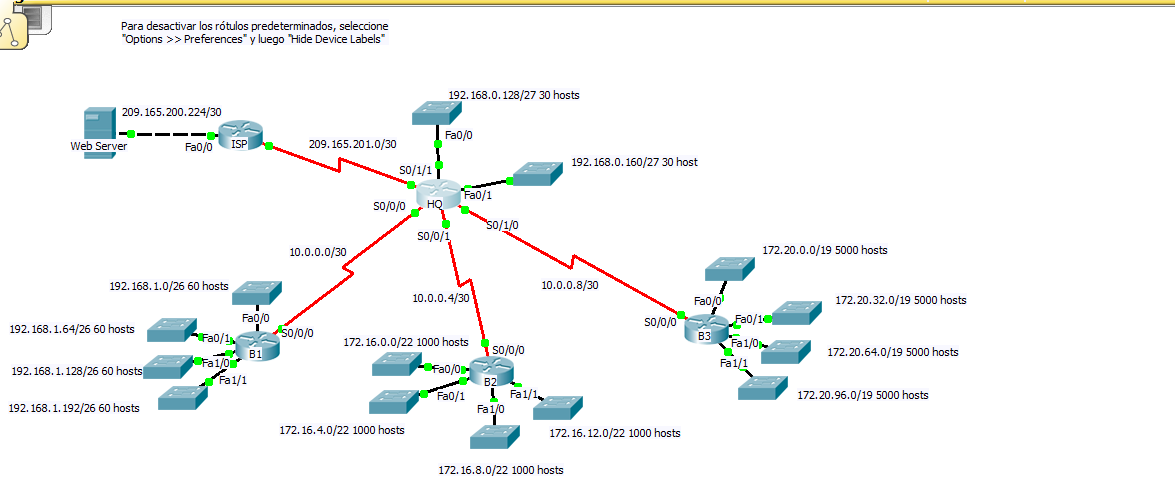 Para desactivar los rótulos predeterminados, seleccione
"Options >> Preferences" y luego "Hide Device Labels"
192.168.0.128/27 30 hosts
209.165.200.224/30
Fa0/0
Web Server
Fa0/0
ISP
209.165.201.0/30
192.168.0.160/27 30 host
S0/1/1
Fa0/1
HQ
S0/0/0
S0/1/0
S0/0/1
10.0.0.0/30
172.20.0.0/19 5000 hosts
192.168.1.0/26 60 hosts
10.0.0.4/30
10.0.0.8/30
Fa0/0
172.20.32.0/19 5000 hosts
Fa0/0
192.168.1.64/26 60 hosts
S0/0/0
S0/0/0
Fa0/1
Fa0/1
B3
172.16.0.0/22 1000 hosts
Fa1/0
B1
S0/0/0
172.20.64.0/19 5000 hosts
Fa1/0
Fa1/1
192.168.1.128/26 60 hosts
Fa0/0
Fa1/1
B2
Fa0/1
Fa1/1
172.20.96.0/19 5000 hosts
192.168.1.192/26 60 hosts
Fa1/0
172.16.4.0/22 1000 hosts
172.16.12.0/22 1000 hosts
172.16.8.0/22 1000 hosts